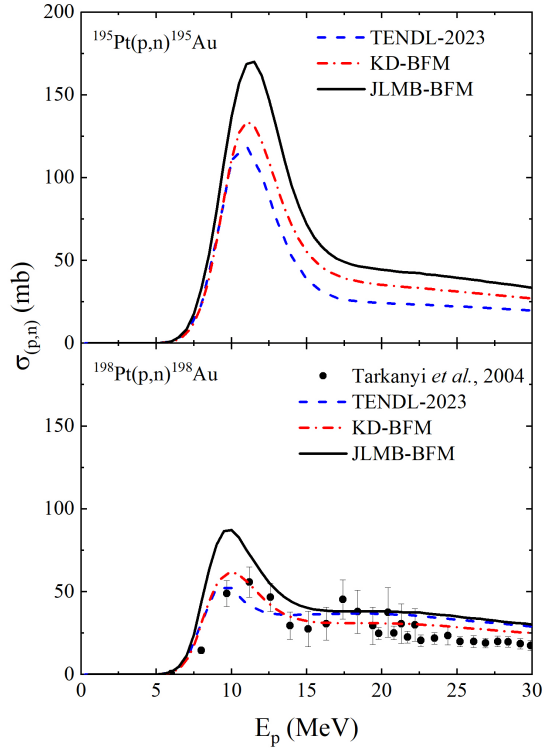 200
¹⁹⁵Pt(p,n)¹⁹⁵Au
TENDL-2023
KD-BFM
JLMB-BFM
150
100
50
0
σ(p,n) (mb)
¹⁹⁸Pt(p,n)¹⁹⁸Au
Tarkanyi et al., 2004
TENDL-2023
KD-BFM
JLMB-BFM
150
100
50
0
0 5 10 15 20 25 30
Eₚ (MeV)